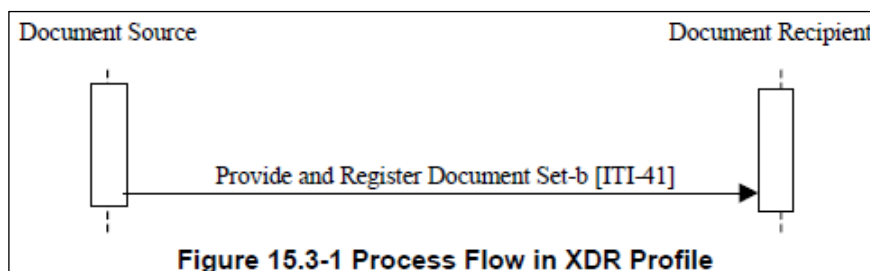 Document Source
Document Recipient
Provide and Register Document Set-b [ITI-41]
Figure 15.3-1 Process Flow in XDR Profile